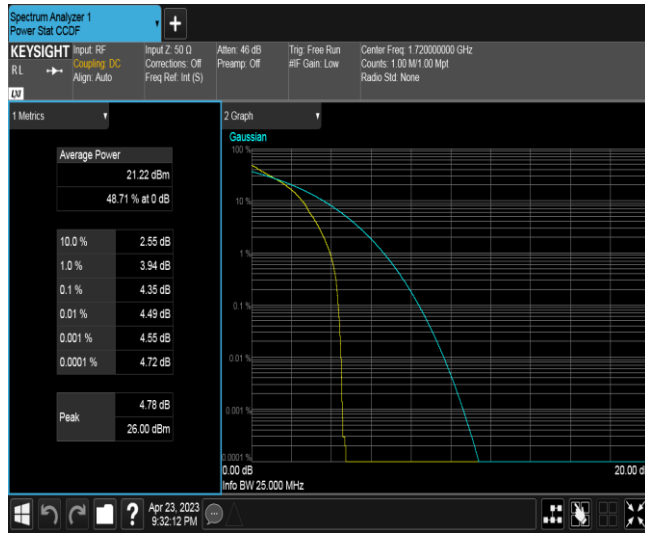 Spectrum Analyzer 1
Power Stat CCDF
+
KEYSIGHT
RL
Input: RF
Coupling: DC
Align: Auto
Input Z: 50 Ω
Corrections: Off
Freq Ref: Int (S)
Atten: 46 dB
Preamp: Off
Trig: Free Run
#IF Gain: Low
Center Freq: 1.720000000 GHz
Counts: 1.00 M/1.00 Mpt
Radio Std: None
LXI
1 Metrics
Average Power
21.22 dBm
48.71 % at 0 dB
10.0 % 2.55 dB
1.0 % 3.94 dB
0.1 % 4.35 dB
0.01 % 4.49 dB
0.001 % 4.55 dB
0.0001 % 4.72 dB
Peak
4.78 dB
26.00 dBm
2 Graph
Gaussian
100 %
10 %
1 %
0.1 %
0.01 %
0.001 %
0.0001 %
0.00 dB
20.00 d
Info BW 25.000 MHz
?
Apr 23, 2023
9:32:12 PM